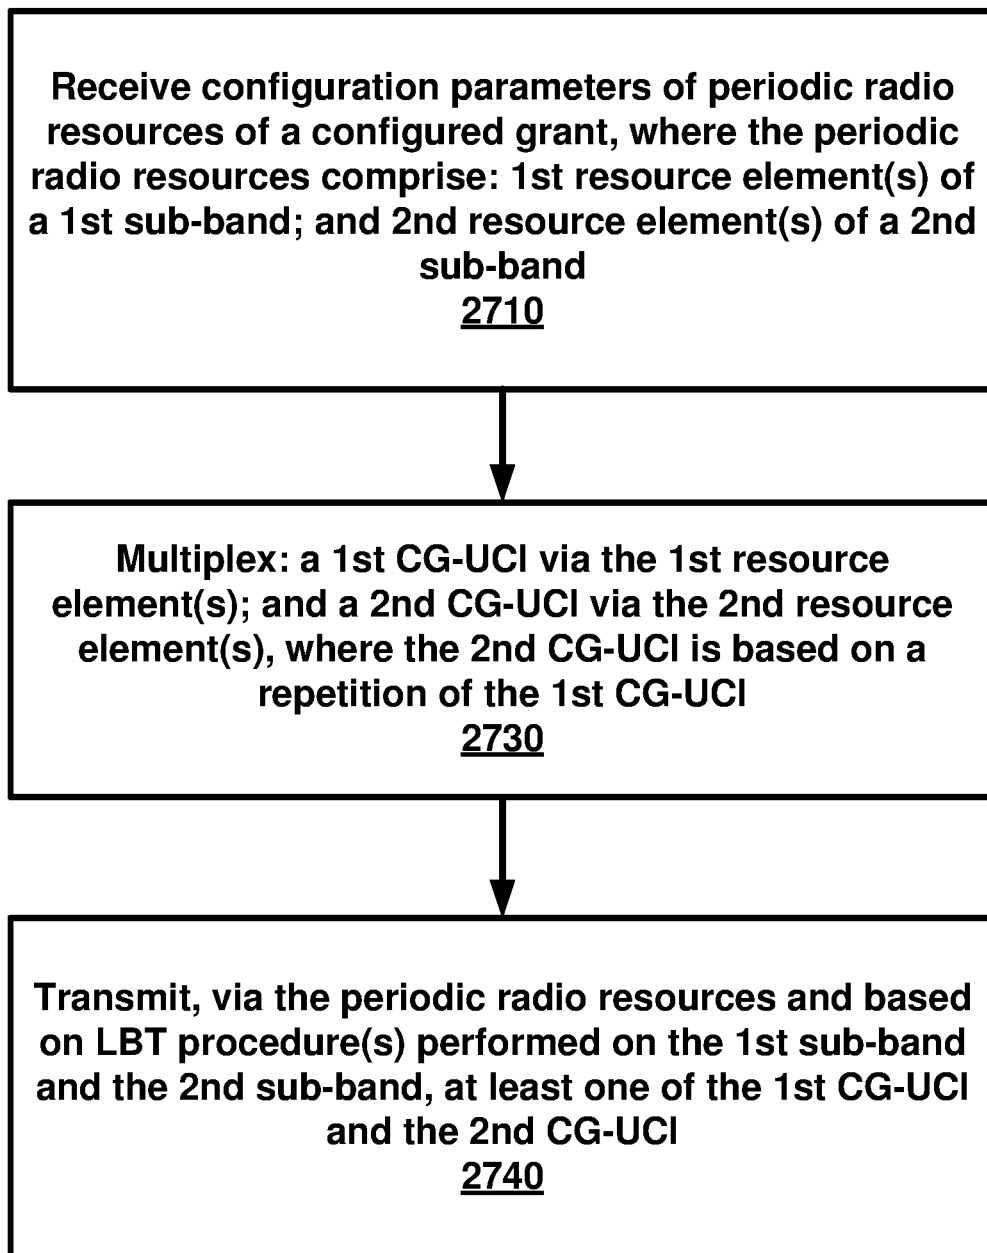 Receive configuration parameters of periodic radio
resources of a configured grant, where the periodic
radio resources comprise: 1st resource element(s) of
a 1st sub-band; and 2nd resource element(s) of a 2nd
sub-band
2710
Multiplex: a 1st CG-UCI via the 1st resource
element(s); and a 2nd CG-UCI via the 2nd resource
element(s), where the 2nd CG-UCI is based on a
repetition of the 1st CG-UCI
2730
Transmit, via the periodic radio resources and based
on LBT procedure(s) performed on the 1st sub-band
and the 2nd sub-band, at least one of the 1st CG-UCI
and the 2nd CG-UCI
2740